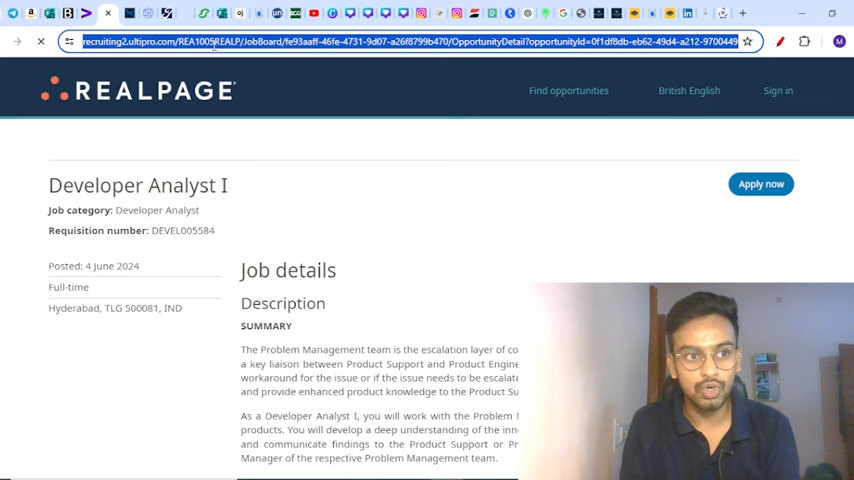 recruiting2.ultipro.com/REA1005REALP/JobBoard/fe93aaff-46fe-4731-9d07-a26f8799b470/OpportunityDetail?opportunityId=0f1df8db-eb62-49d4-a212-9700449
REALPAGE
Find opportunities
British English
Sign in
Developer Analyst I
Apply now
Job category: Developer Analyst
Requisition number: DEVEL005584
Posted: 4 June 2024
Full-time
Hyderabad, TLG 500081, IND
Job details
Description
SUMMARY
The Problem Management team is the escalation layer of co
a key liaison between Product Support and Product Engine
workaround for the issue or if the issue needs to be escalate
and provide enhanced product knowledge to the Product Su
As a Developer Analyst I, you will work with the Problem
products. You will develop a deep understanding of the inn
and communicate findings to the Product Support or Pr
Manager of the respective Problem Management team.